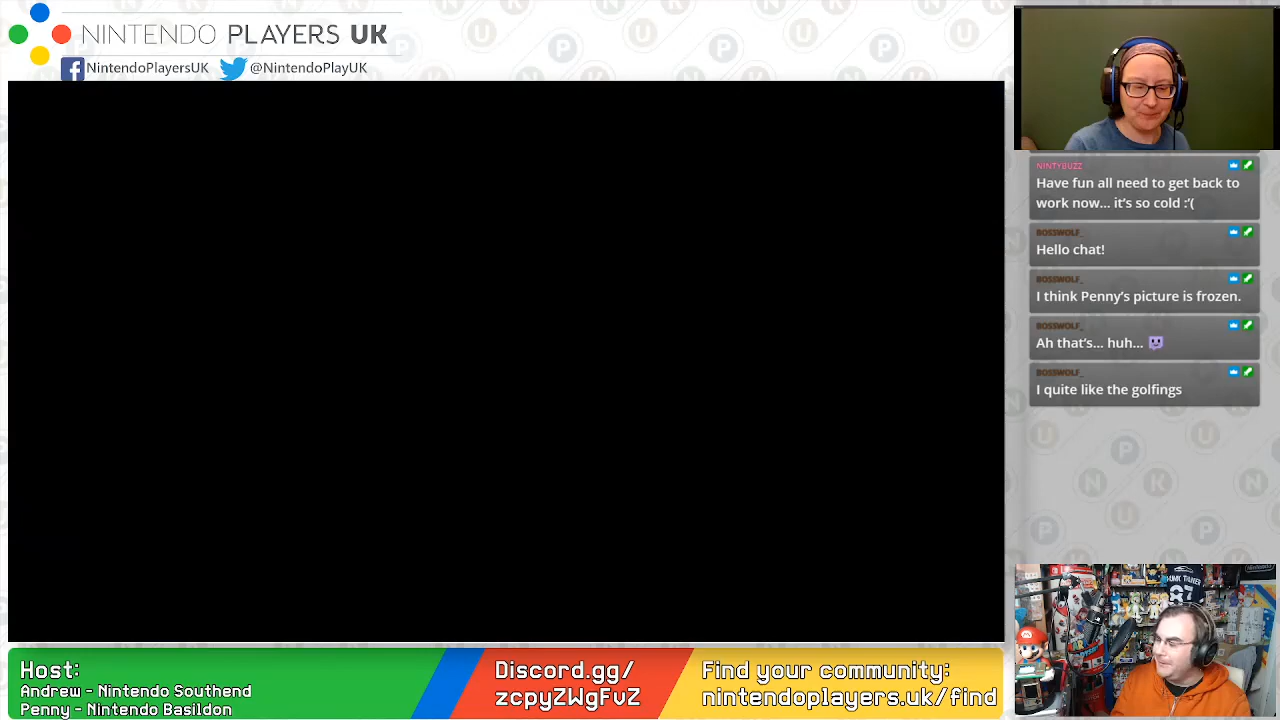 NINTENDO PLAYERS UK
NintendoPlayersUK @NintendoPlayUK
NINTYBUZZ
Have fun all need to get back to
work now... it's so cold :'(
BOSSWOLF_
Hello chat!
BOSSWOLF_
I think Penny's picture is frozen.
BOSSWOLF_
Ah that's... huh...
BOSSWOLF_
I quite like the golfings
87
Host:
Andrew - Nintendo Southend
Penny - Nintendo Basildon
Discord.gg/
zcpyZWgFvZ
Find your community:
nintendoplayers.uk/find